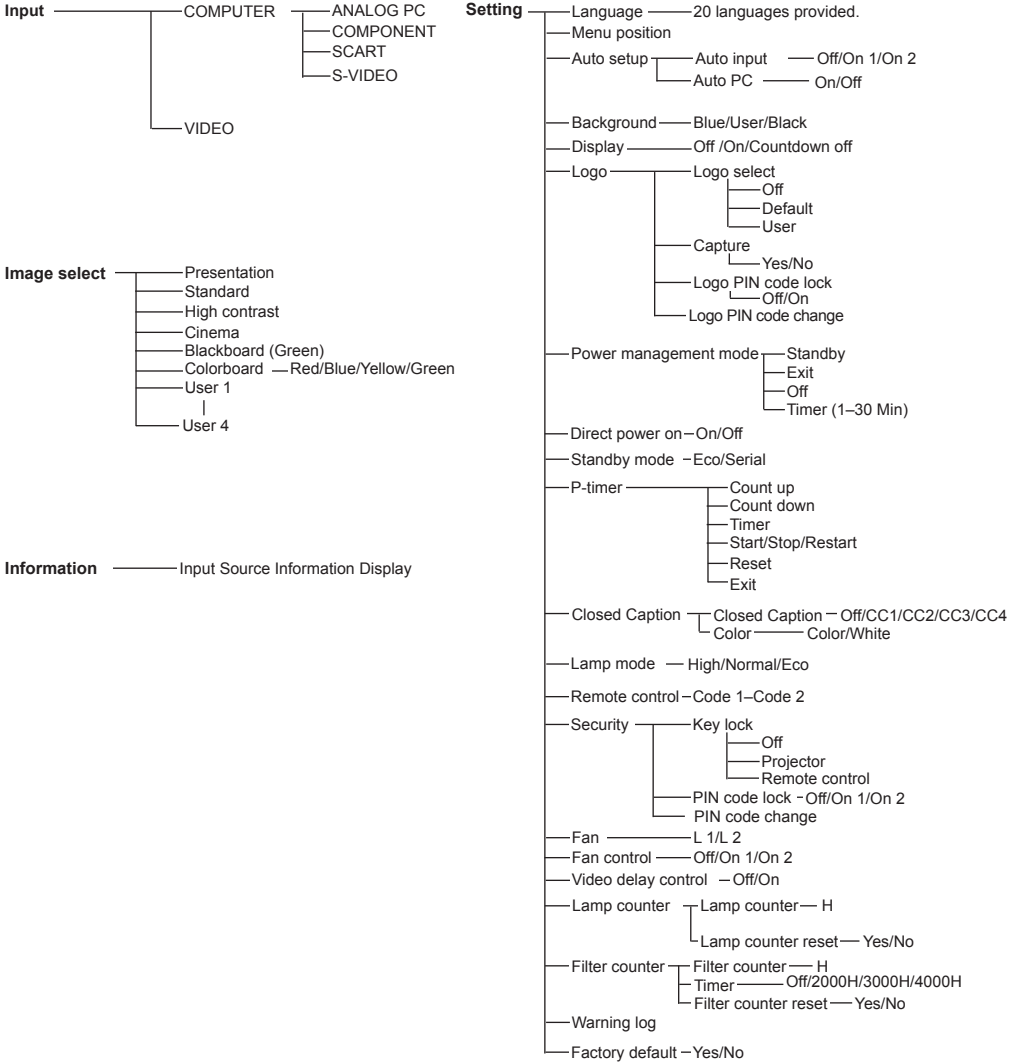 Input
COMPUTER
ANALOG PC
COMPONENT
SCART
S-VIDEO
VIDEO
Image select
Presentation
Standard
High contrast
Cinema
Blackboard (Green)
Colorboard
Red/Blue/Yellow/Green
User 1
User 4
Information
Input Source Information Display
Setting
Language
20 languages provided.
Menu position
Auto setup
Auto input
Off/On 1/On 2
Auto PC
On/Off
Background
Blue/User/Black
Display
Off /On/Countdown off
Logo
Logo select
Off
Default
User
Capture
Yes/No
Logo PIN code lock
Off/On
Logo PIN code change
Power management mode
Standby
Exit
Off
Timer (1–30 Min)
Direct power on
On/Off
Standby mode
Eco/Serial
P-timer
Count up
Count down
Timer
Start/Stop/Restart
Reset
Exit
Closed Caption
Closed Caption
Off/CC1/CC2/CC3/CC4
Color
Color/White
Lamp mode
High/Normal/Eco
Remote control
Code 1–Code 2
Security
Key lock
Off
Projector
Remote control
PIN code lock
Off/On 1/On 2
PIN code change
Fan
L 1/L 2
Fan control
Off/On 1/On 2
Video delay control
Off/On
Lamp counter
Lamp counter
H
Lamp counter reset
Yes/No
Filter counter
Filter counter
H
Timer
Off/2000H/3000H/4000H
Filter counter reset
Yes/No
Warning log
Factory default
Yes/No